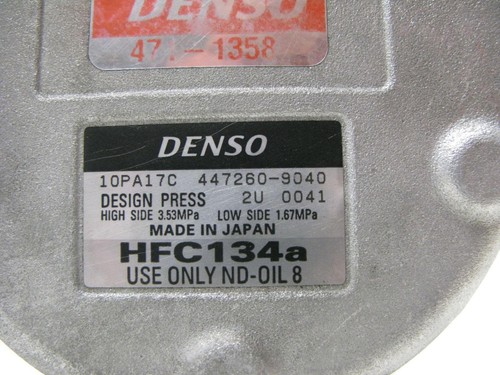 DENSO
471-1358
DENSO
10PA17C 447260-9040
DESIGN PRESS 2U 0041
HIGH SIDE 3.53MPa LOW SIDE 1.67MPa
MADE IN JAPAN
HFC134a
USE ONLY ND-OIL 8